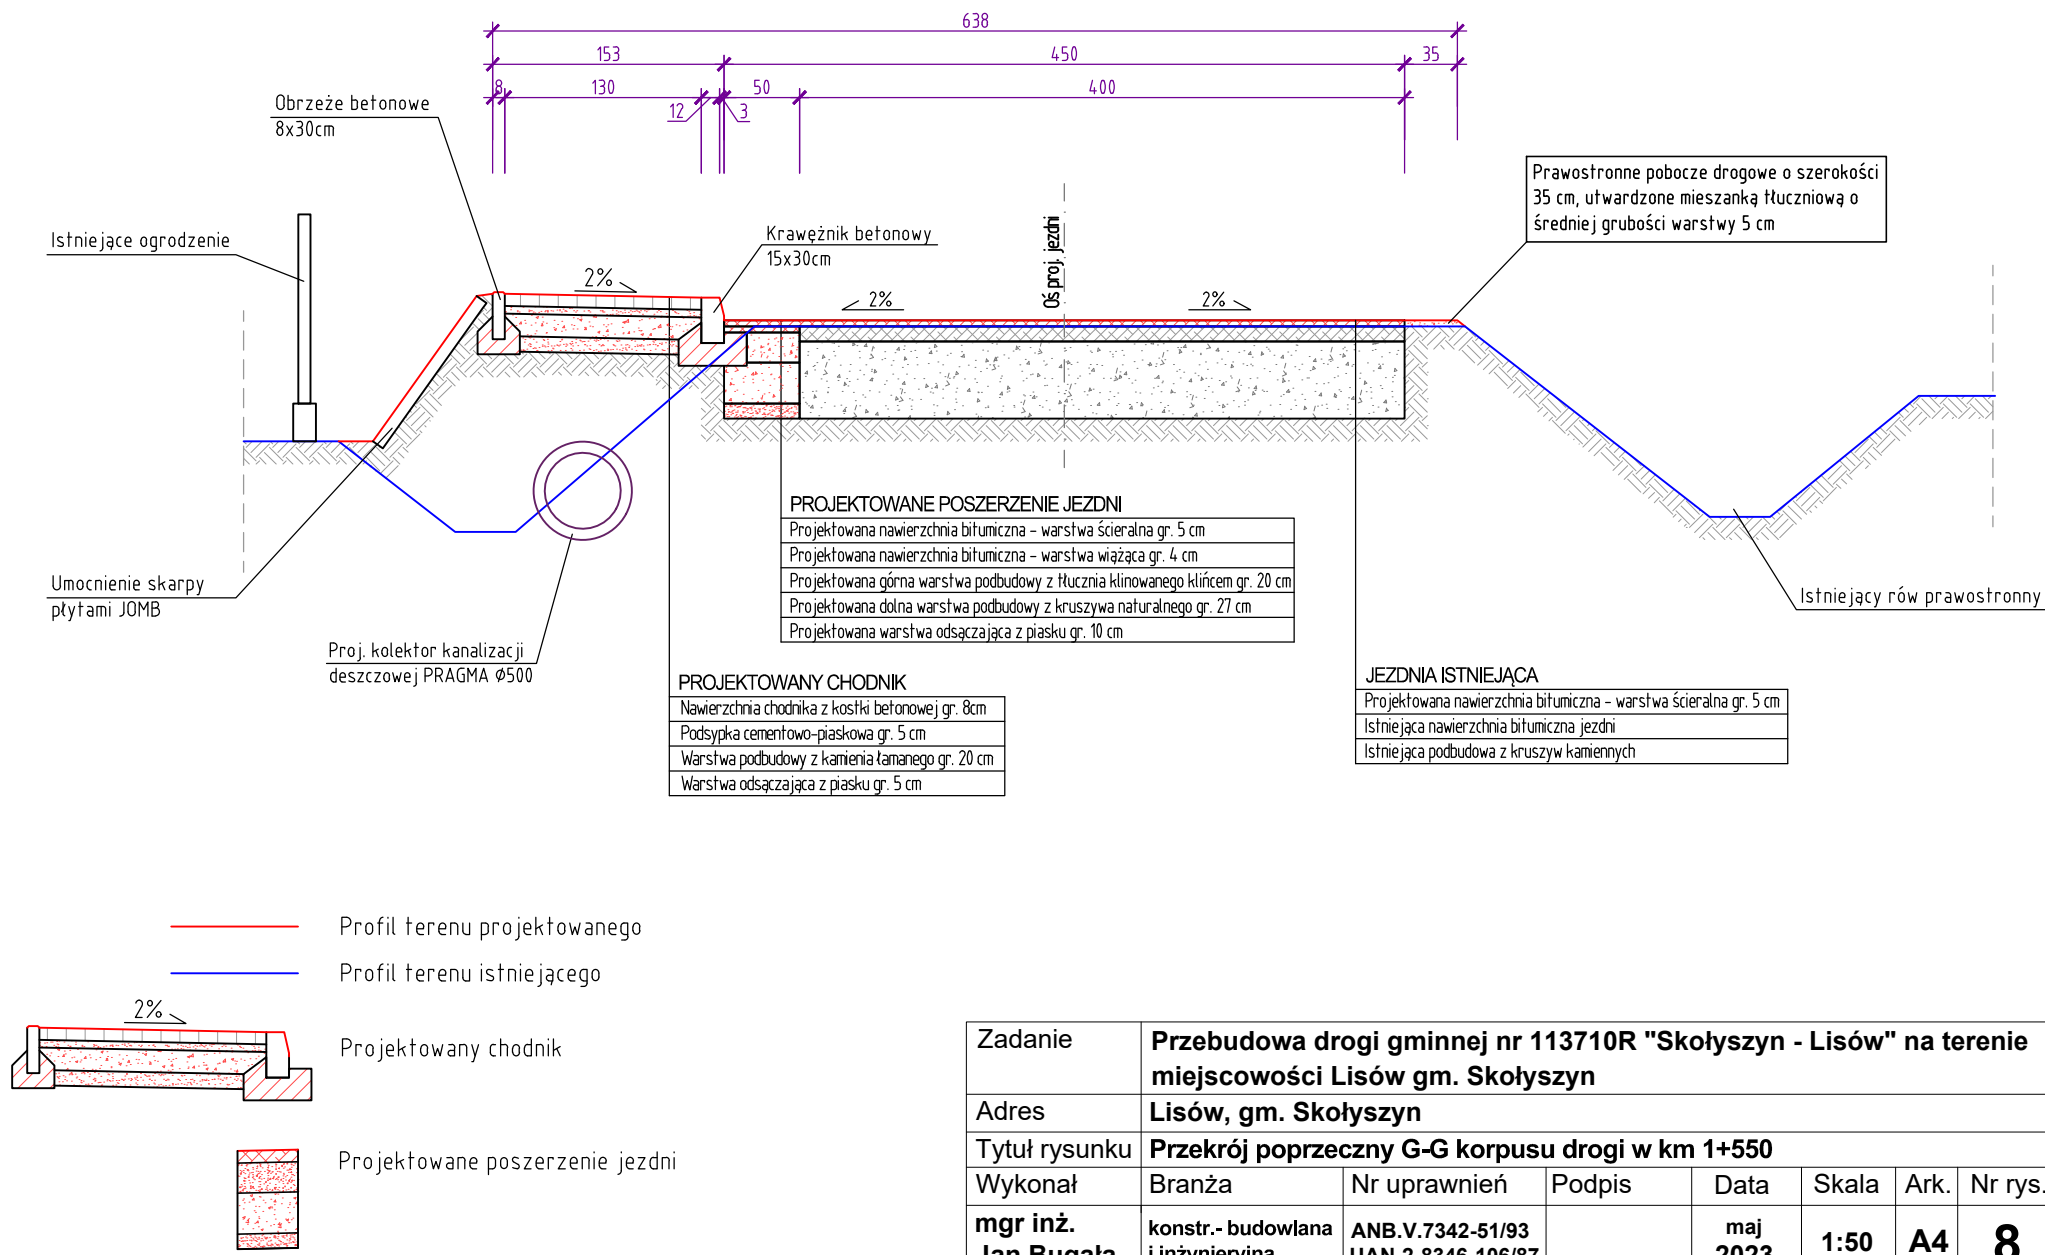 638
153
450
35
8
130
12
3
50
400
Obrzeże betonowe
8x30cm
Istniejące ogrodzenie
2%
Krawężnik betonowy
15x30cm
2%
Oś proj. jezdni
2%
Prawostronne pobocze drogowe o szerokości
35 cm, utwardzone mieszanką tłuczniową o
średniej grubości warstwy 5 cm
Umocnienie skarpy
płytami JOMB
Proj. kolektor kanalizacji
deszczowej PRAGMA Ø500
PROJEKTOWANE POSZERZENIE JEZDNI
Projektowana nawierzchnia bitumiczna - warstwa ścieralna gr. 5 cm
Projektowana nawierzchnia bitumiczna - warstwa wiążąca gr. 4 cm
Projektowana górna warstwa podbudowy z tłucznia klinowanego klińcem gr. 20 cm
Projektowana dolna warstwa podbudowy z kruszywa naturalnego gr. 27 cm
Projektowana warstwa odsączająca z piasku gr. 10 cm
Istniejący rów prawostronny
PROJEKTOWANY CHODNIK
Nawierzchnia chodnika z kostki betonowej gr. 8cm
Podsypka cementowo-piaskowa gr. 5 cm
Warstwa podbudowy z kamienia łamanego gr. 20 cm
Warstwa odsączająca z piasku gr. 5 cm
JEZDNIA ISTNIEJĄCA
Projektowana nawierzchnia bitumiczna - warstwa ścieralna gr. 5 cm
Istniejąca nawierzchnia bitumiczna jezdni
Istniejąca podbudowa z kruszyw kamiennych
Profil terenu projektowanego
Profil terenu istniejącego
2%
Projektowany chodnik
Projektowane poszerzenie jezdni
Zadanie Przebudowa drogi gminnej nr 113710R "Skołyszyn - Lisów" na terenie
miejscowości Lisów gm. Skołyszyn
Adres Lisów, gm. Skołyszyn
Tytuł rysunku Przekrój poprzeczny G-G korpusu drogi w km 1+550
Wykonał Branża Nr uprawnień Podpis Data Skala Ark. Nr rys.
mgr inż. konstr.- budowlana ANB.V.7342-51/93 maj 1:50 A4 8
Jan Bugała i inżynieryjna UAN-2-8346-106/87 2023